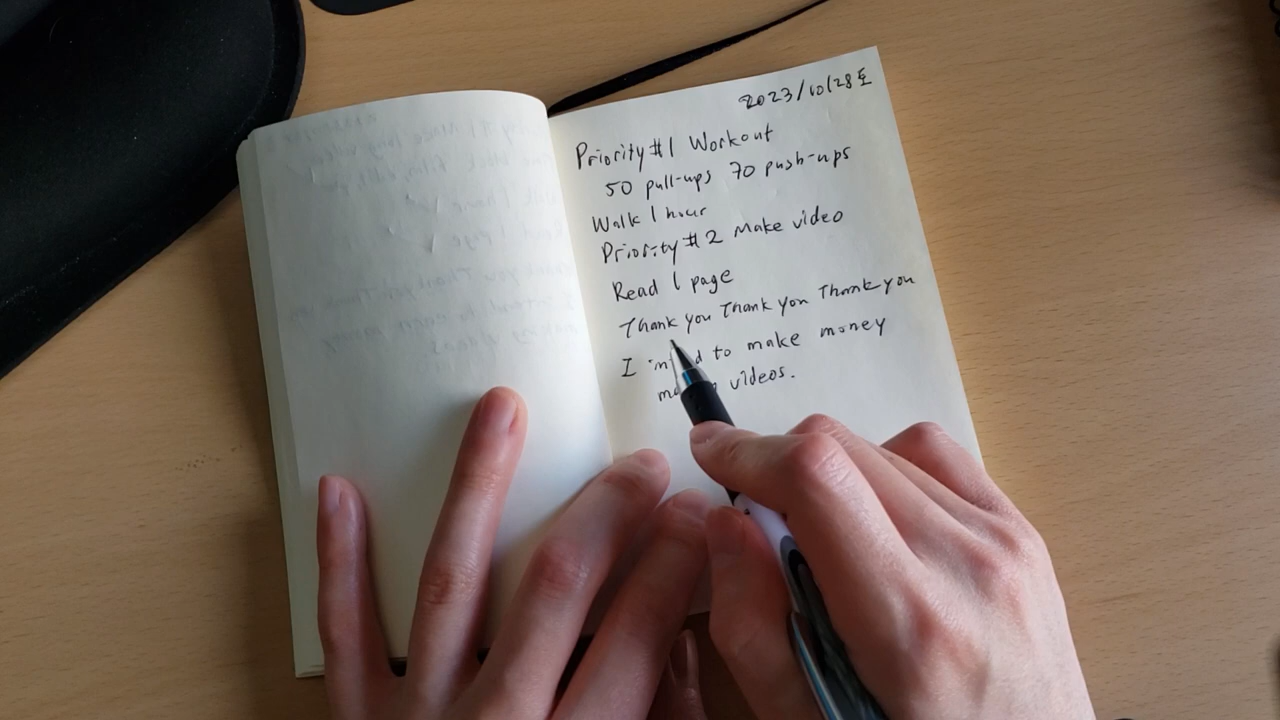 2023/10/28토
Priority #1 Workout
50 pull-ups 70 push-ups
Walk 1 hour
Priority #2 Make video
Read 1 page
Thank you Thank you Thank you
I to make money
videos.